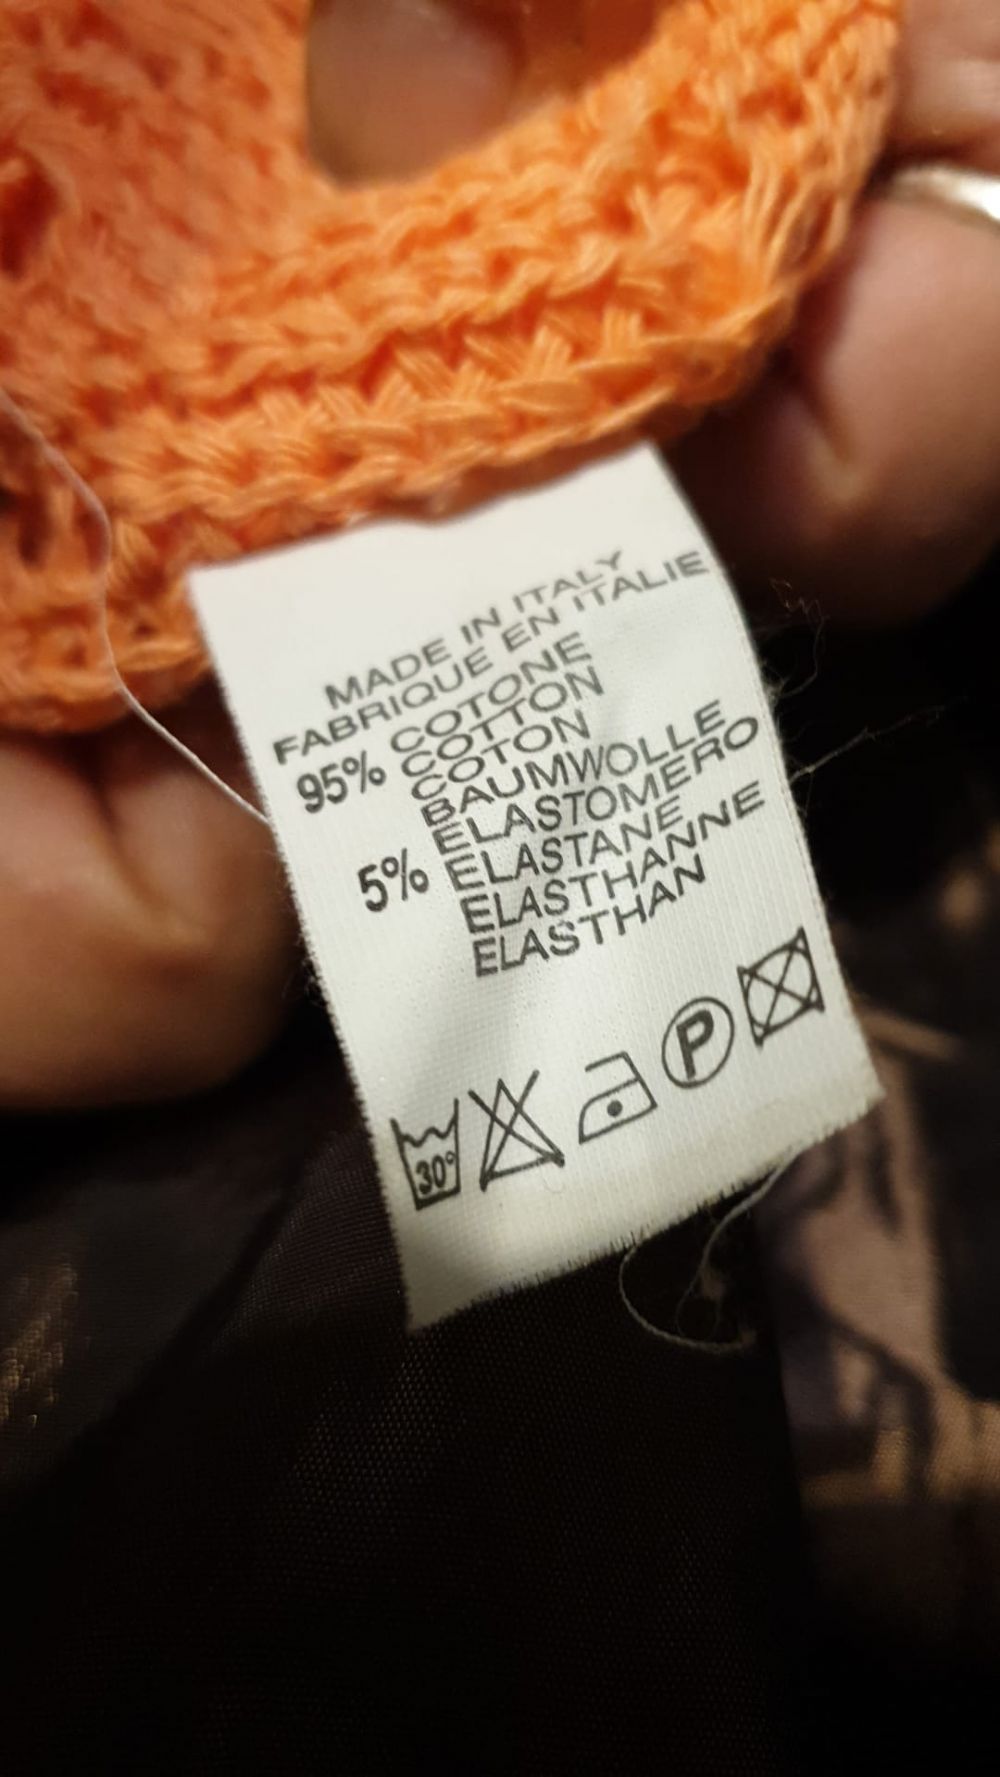 MADE IN ITALY
FABRIQUE EN ITALIE
95% COTONE
COTTON
COTON
BAUMWOLLE
5% ELASTOMERO
ELASTANE
ELASTHANNE
ELASTHAN
30° P